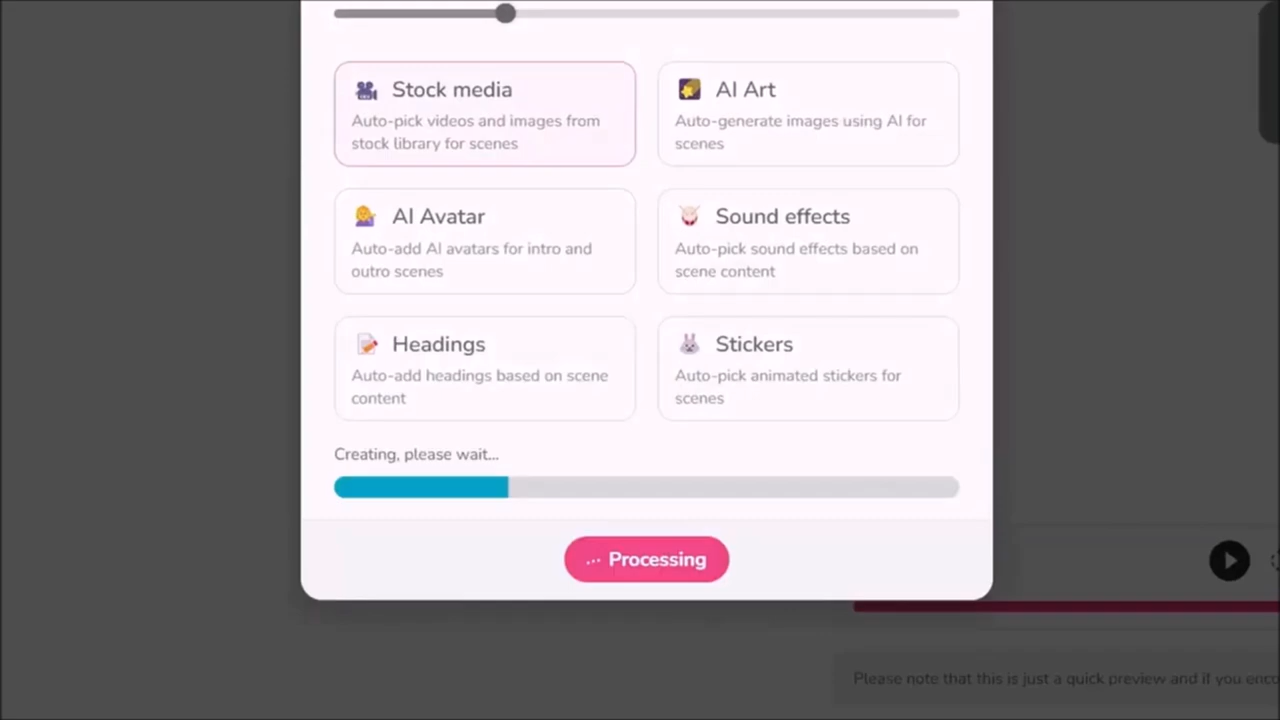 Stock media
Auto-pick videos and images from
stock library for scenes
AI Art
Auto-generate images using AI for
scenes
AI Avatar
Auto-add AI avatars for intro and
outro scenes
Sound effects
Auto-pick sound effects based on
scene content
Headings
Auto-add headings based on scene
content
Stickers
Auto-pick animated stickers for
scenes
Creating, please wait...
Processing
Please note that this is just a quick preview and if you